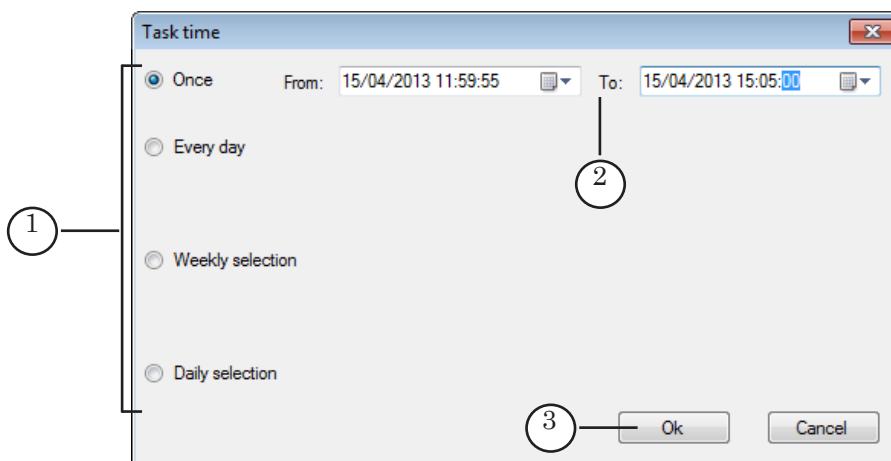 Task time
Once From: 15/04/2013 11:59:55 To: 15/04/2013 15:05:00
Every day
2
1
Weekly selection
Daily selection
3 Ok Cancel